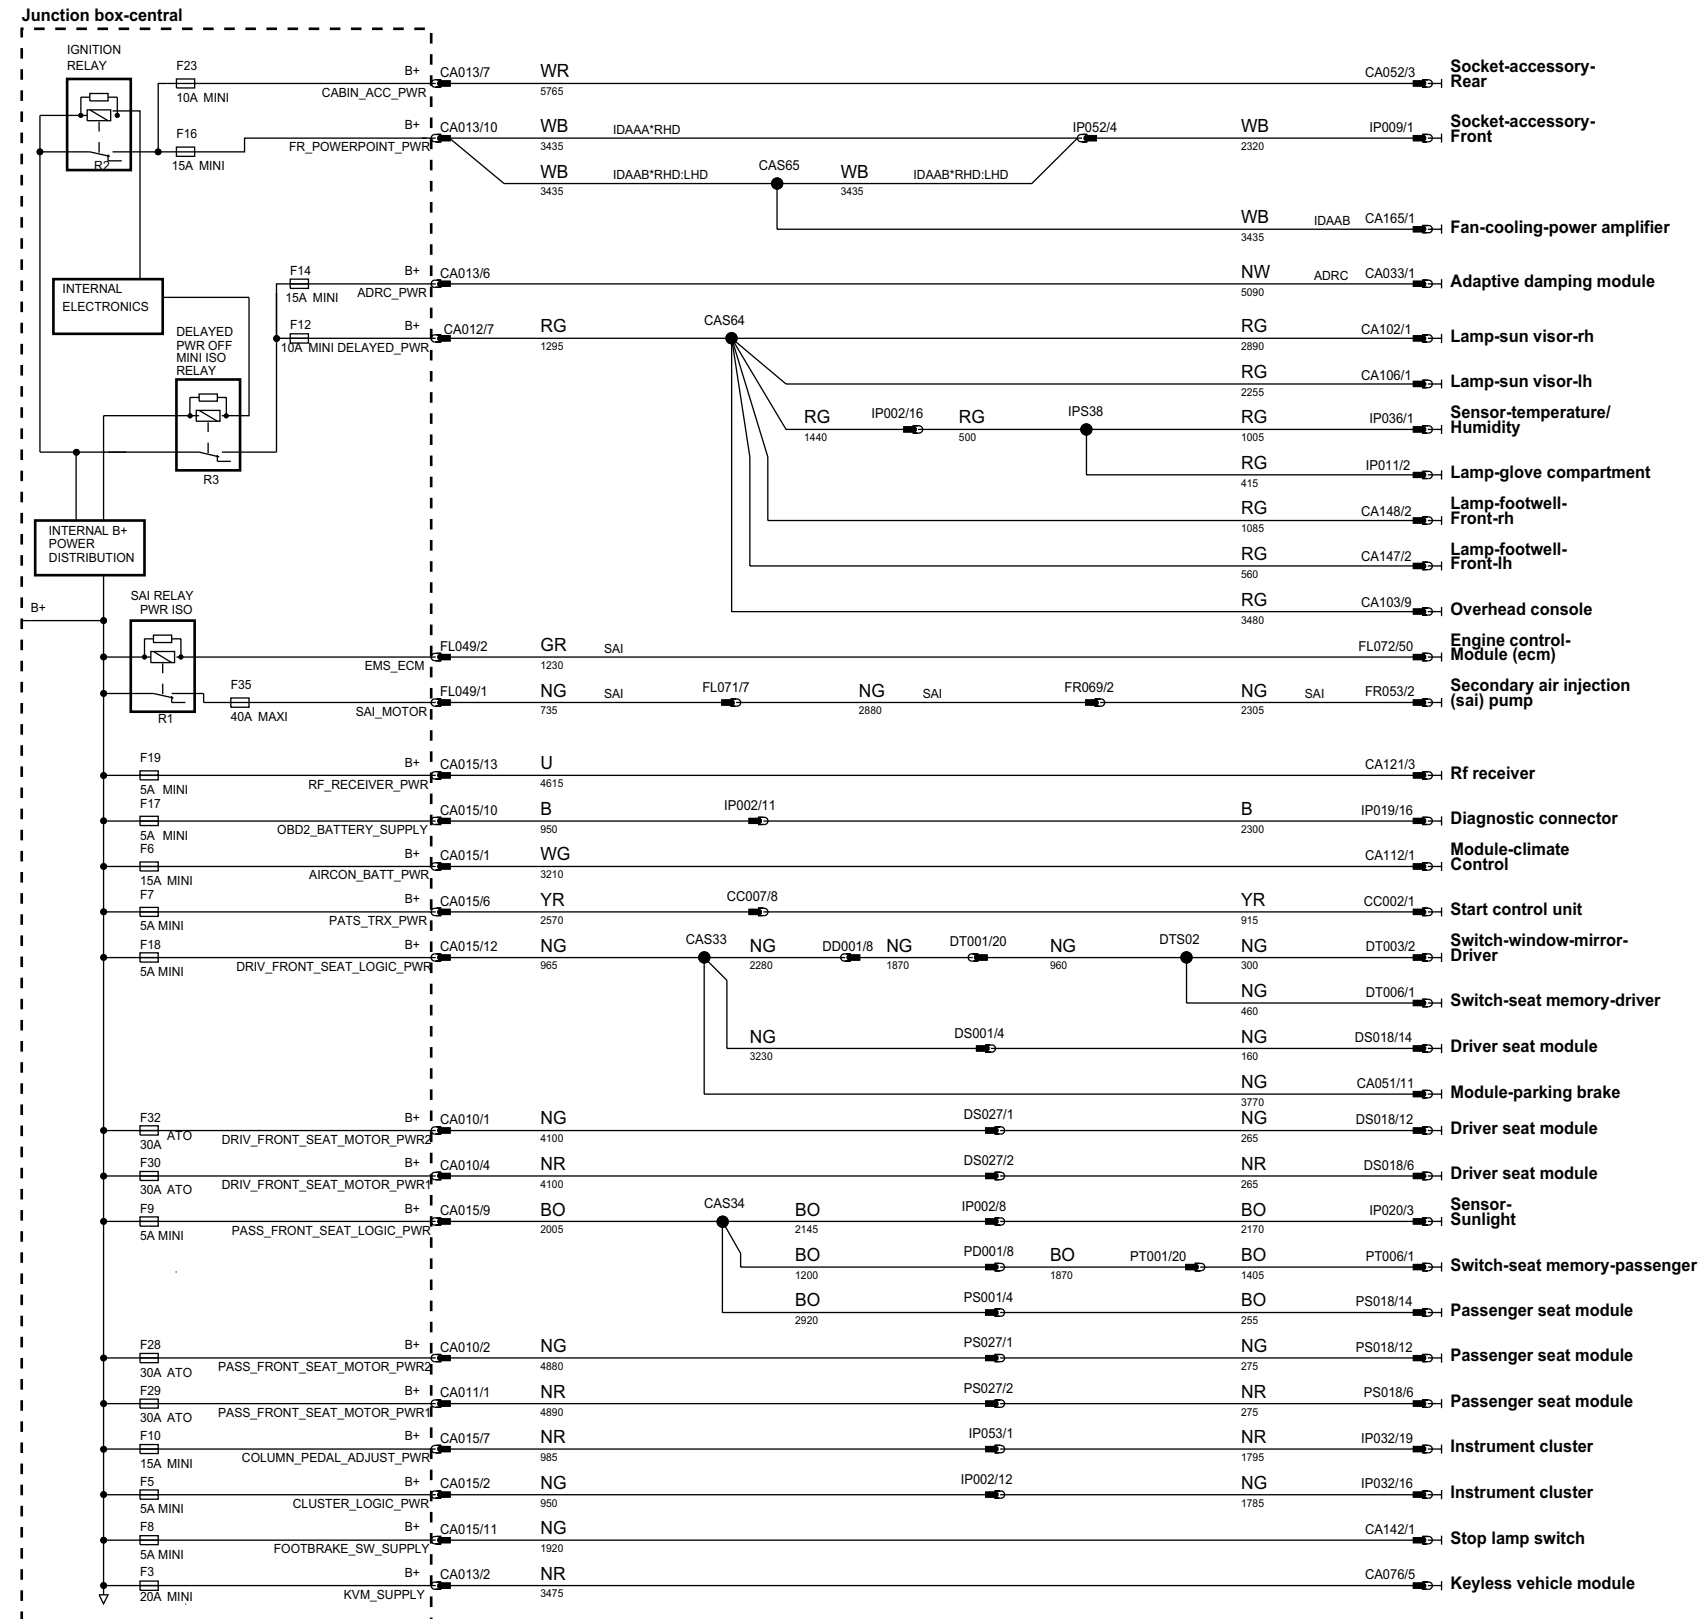 Junction box-central
IGNITION
RELAY
F23
10A MINI
B+
CABIN_ACC_PWR
CA013/7
WR
5765
CA052/3
Socket-accessory-
Rear
R2
F16
15A MINI
B+
FR_POWERPOINT_PWR
CA013/10
WB
3435
IDAAA*RHD
IP052/4
WB
2320
IP009/1
Socket-accessory-
Front
WB
3435
IDAAB*RHD:LHD
CAS65
WB
3435
IDAAB*RHD:LHD
WB
3435
IDAAB
CA165/1
Fan-cooling-power amplifier
INTERNAL
ELECTRONICS
F14
15A MINI
B+
ADRC_PWR
CA013/6
NW
5090
ADRC
CA033/1
Adaptive damping module
DELAYED
PWR OFF
MINI ISO
RELAY
R3
F12
10A MINI
B+
DELAYED_PWR
CA012/7
RG
1295
CAS64
RG
2890
CA102/1
Lamp-sun visor-rh
RG
2255
CA106/1
Lamp-sun visor-lh
RG
1440
IP002/16
RG
500
IPS38
RG
1005
IP036/1
Sensor-temperature/
Humidity
RG
415
IP011/2
Lamp-glove compartment
RG
1085
CA148/2
Lamp-footwell-
Front-rh
RG
560
CA147/2
Lamp-footwell-
Front-lh
RG
3480
CA103/9
Overhead console
INTERNAL B+
POWER
DISTRIBUTION
B+
SAI RELAY
PWR ISO
R1
EMS_ECM
FL049/2
GR
1230
SAI
FL072/50
Engine control-
Module (ecm)
F35
40A MAXI
SAI_MOTOR
FL049/1
NG
735
SAI
FL071/7
NG
2880
SAI
FR069/2
NG
2305
SAI
FR053/2
Secondary air injection
(sai) pump
F19
5A MINI
B+
RF_RECEIVER_PWR
CA015/13
U
4615
CA121/3
Rf receiver
F17
5A MINI
OBD2_BATTERY_SUPPLY
CA015/10
B
950
IP002/11
B
2300
IP019/16
Diagnostic connector
F6
15A MINI
B+
AIRCON_BATT_PWR
CA015/1
WG
3210
CA112/1
Module-climate
Control
F7
5A MINI
B+
PATS_TRX_PWR
CA015/6
YR
2570
CC007/8
YR
915
CC002/1
Start control unit
F18
5A MINI
B+
DRIV_FRONT_SEAT_LOGIC_PWR
CA015/12
NG
965
CAS33
NG
2280
DD001/8
NG
1870
DT001/20
NG
960
DTS02
NG
300
DT003/2
Switch-window-mirror-
Driver
NG
460
DT006/1
Switch-seat memory-driver
NG
3230
DS001/4
NG
160
DS018/14
Driver seat module
NG
3770
CA051/11
Module-parking brake
F32
30A ATO
B+
DRIV_FRONT_SEAT_MOTOR_PWR2
CA010/1
NG
4100
DS027/1
NG
265
DS018/12
Driver seat module
F30
30A ATO
B+
DRIV_FRONT_SEAT_MOTOR_PWR1
CA010/4
NR
4100
DS027/2
NR
265
DS018/6
Driver seat module
F9
5A MINI
B+
PASS_FRONT_SEAT_LOGIC_PWR
CA015/9
BO
2005
CAS34
BO
2145
IP002/8
BO
2170
IP020/3
Sensor-
Sunlight
BO
1200
PD001/8
BO
1870
PT001/20
BO
1405
PT006/1
Switch-seat memory-passenger
BO
2920
PS001/4
BO
255
PS018/14
Passenger seat module
F28
30A ATO
B+
PASS_FRONT_SEAT_MOTOR_PWR2
CA010/2
NG
4880
PS027/1
NG
275
PS018/12
Passenger seat module
F29
30A ATO
B+
PASS_FRONT_SEAT_MOTOR_PWR1
CA011/1
NR
4890
PS027/2
NR
275
PS018/6
Passenger seat module
F10
15A MINI
B+
COLUMN_PEDAL_ADJUST_PWR
CA015/7
NR
985
IP053/1
NR
1795
IP032/19
Instrument cluster
F5
5A MINI
B+
CLUSTER_LOGIC_PWR
CA015/2
NG
950
IP002/12
NG
1785
IP032/16
Instrument cluster
F8
5A MINI
B+
FOOTBRAKE_SW_SUPPLY
CA015/11
NG
1920
CA142/1
Stop lamp switch
F3
20A MINI
B+
KVM_SUPPLY
CA013/2
NR
3475
CA076/5
Keyless vehicle module